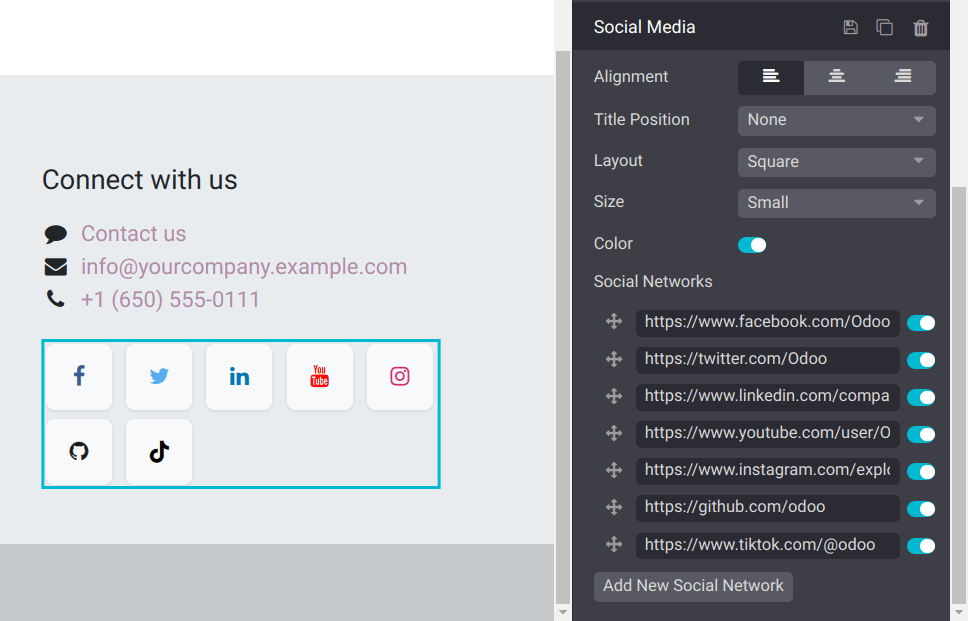 Connect with us
Contact us
info@yourcompany.example.com
+1 (650) 555-0111
f
in
You
Tube
Social Media
Alignment
Title Position
None
Layout
Square
Size
Small
Color
Social Networks
https://www.facebook.com/Odoo
https://twitter.com/Odoo
https://www.linkedin.com/compa
https://www.youtube.com/user/O
https://www.instagram.com/explo
https://github.com/odoo
https://www.tiktok.com/@odoo
Add New Social Network